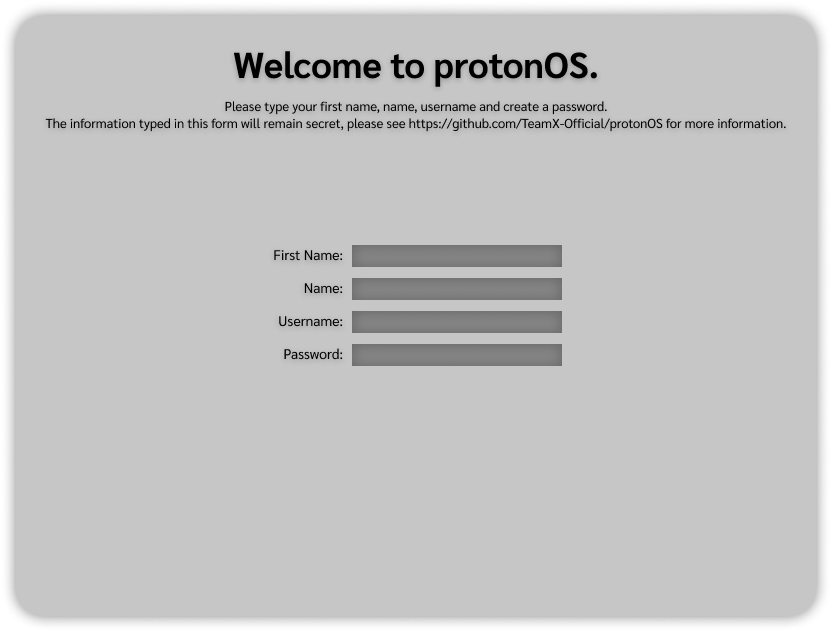 Welcome to protonOS.
Please type your first name, name, username and create a password.
The information typed in this form will remain secret, please see https://github.com/TeamX-Official/protonOS for more information.
First Name:
Name:
Username:
Password: